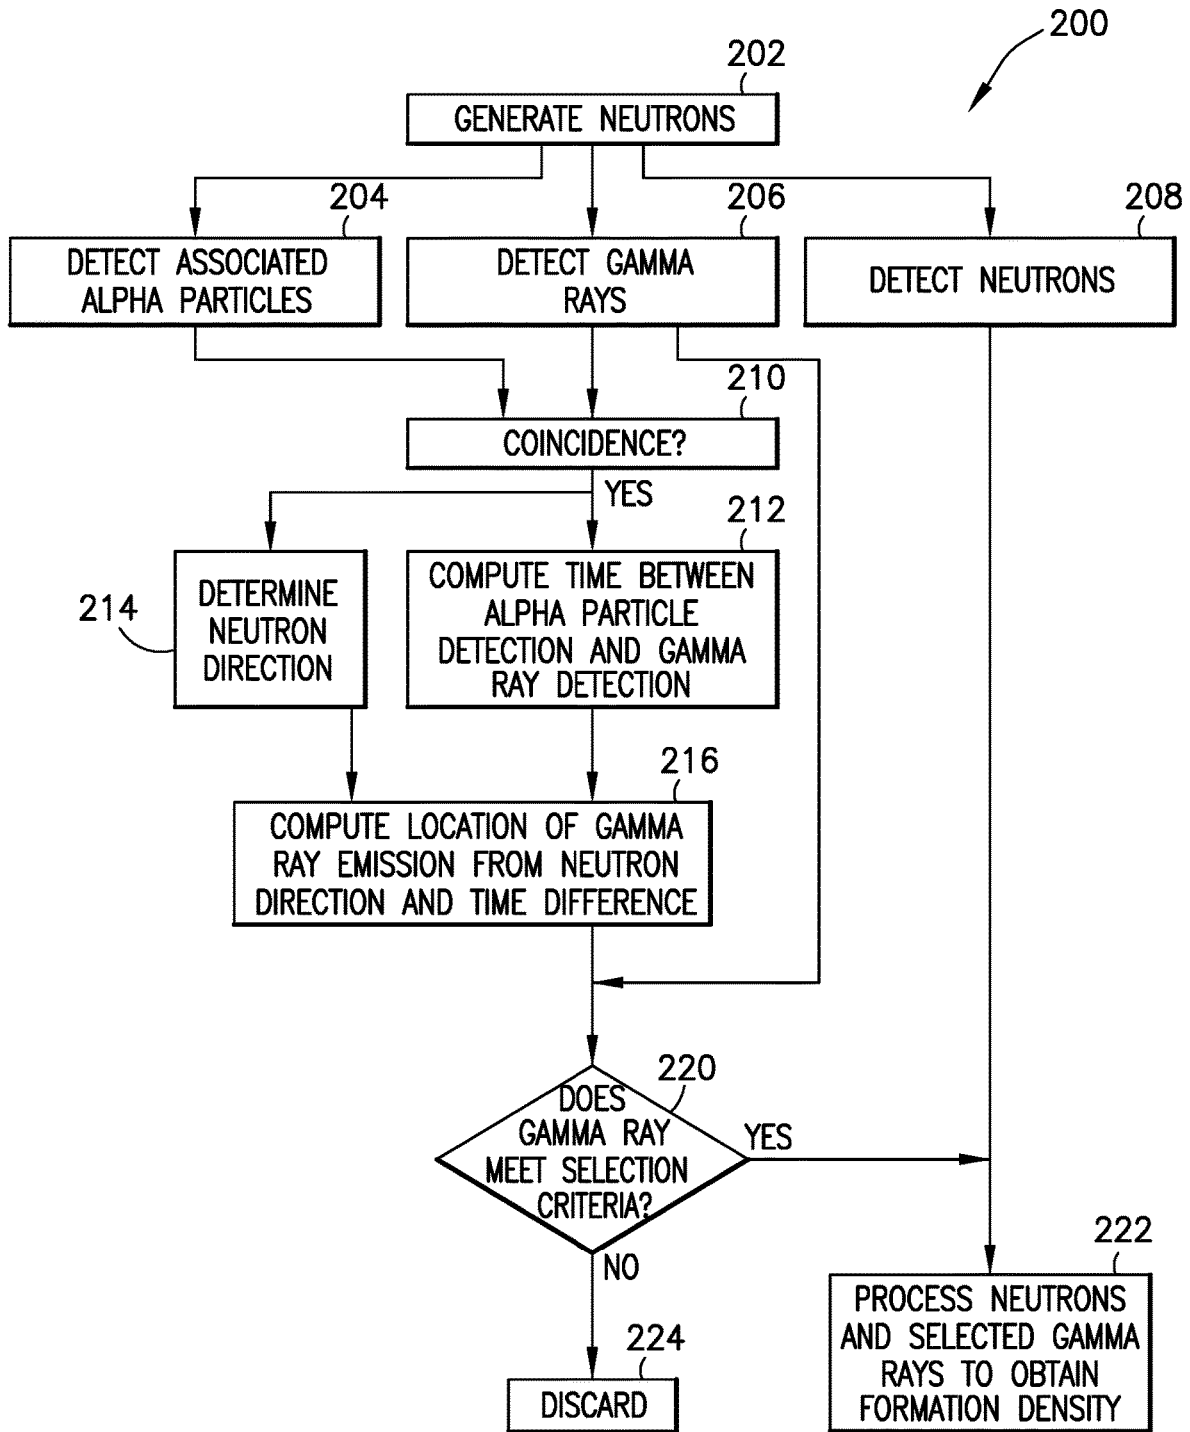 200
202
GENERATE NEUTRONS
204
206
208
DETECT ASSOCIATED
ALPHA PARTICLES
DETECT GAMMA
RAYS
DETECT NEUTRONS
210
COINCIDENCE?
YES
212
214
DETERMINE
NEUTRON
DIRECTION
COMPUTE TIME BETWEEN
ALPHA PARTICLE
DETECTION AND GAMMA
RAY DETECTION
216
COMPUTE LOCATION OF GAMMA
RAY EMISSION FROM NEUTRON
DIRECTION AND TIME DIFFERENCE
220
DOES
GAMMA RAY
MEET SELECTION
CRITERIA?
YES
NO
222
PROCESS NEUTRONS
AND SELECTED GAMMA
RAYS TO OBTAIN
FORMATION DENSITY
224
DISCARD